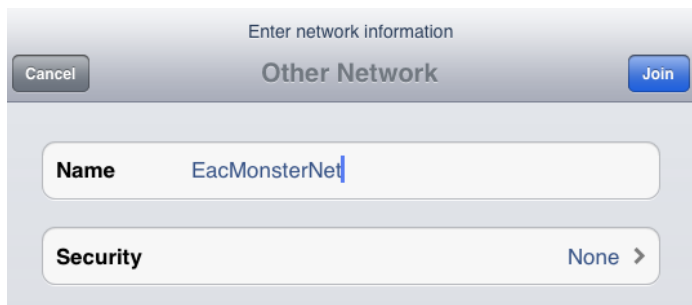 Enter network information
Cancel Other Network Join
Name EacMonsterNet
Security None